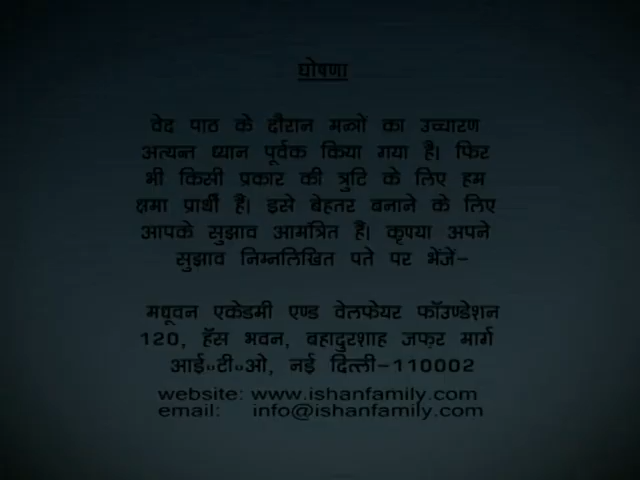 घोषणा
वेद पाठ के दौरान मन्त्रों का उच्चारण
अत्यन्त ध्यान पूर्वक किया गया है। फिर
भी किसी प्रकार की त्रुटि के लिए हम
क्षमा प्रार्थी हैं। इसे बेहतर बनाने के लिए
आपके सुझाव आमंत्रित हैं। कृप्या अपने
सुझाव निम्नलिखित पते पर भेंजें-
मधूवन एकेडमी एण्ड वेलफेयर फॉउण्डेशन
120, हँस भवन, बहादुरशाह जफ़र मार्ग
आई॰टी॰ओ, नई दिल्ली-110002
website: www.ishanfamily.com
email: info@ishanfamily.com